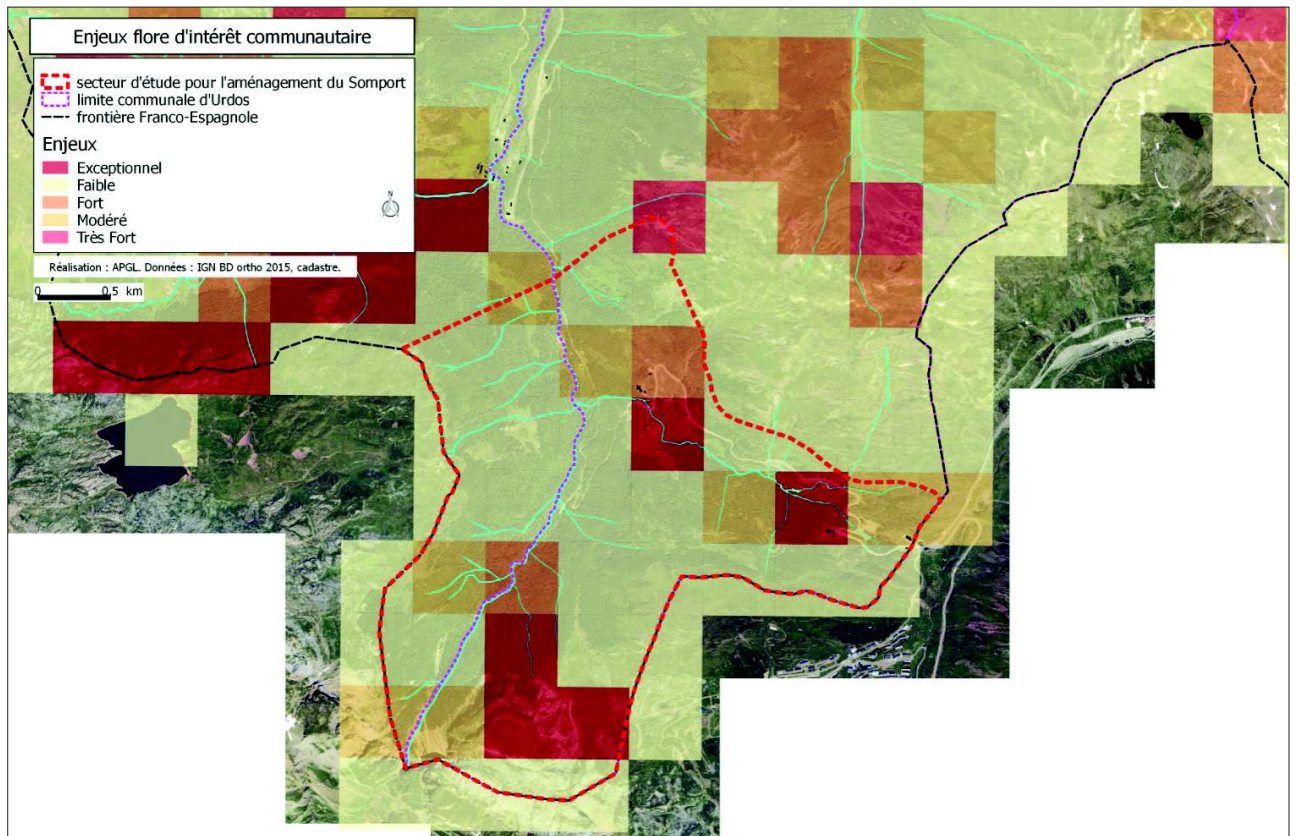 Enjeux flore d'intérêt communautaire
secteur d'étude pour l'aménagement du Somport
limite communale d'Urdos
frontière Franco-Espagnole
Enjeux
Exceptionnel
Faible
Fort
Modéré
Très Fort
N
Réalisation : APGL. Données : IGN BD ortho 2015, cadastre.
0 0,5 km